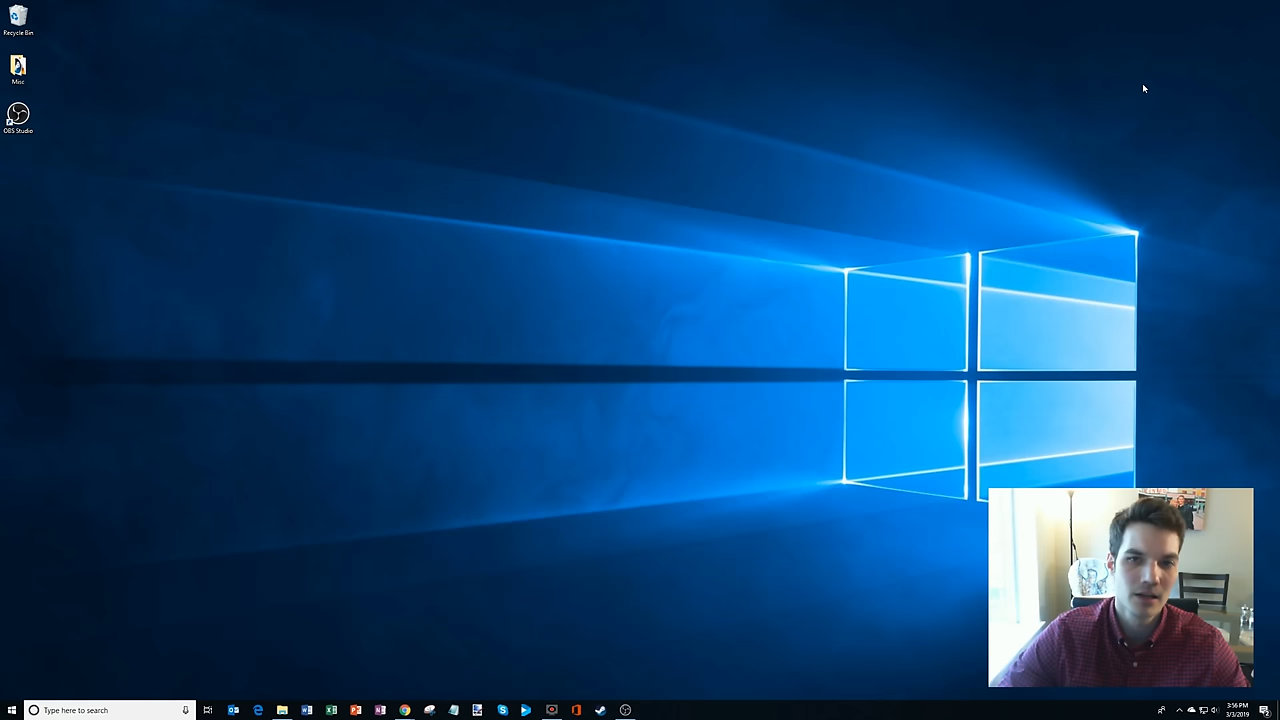 Recycle Bin
Misc
OBS Studio
Type here to search
3:56 PM
3/3/2019